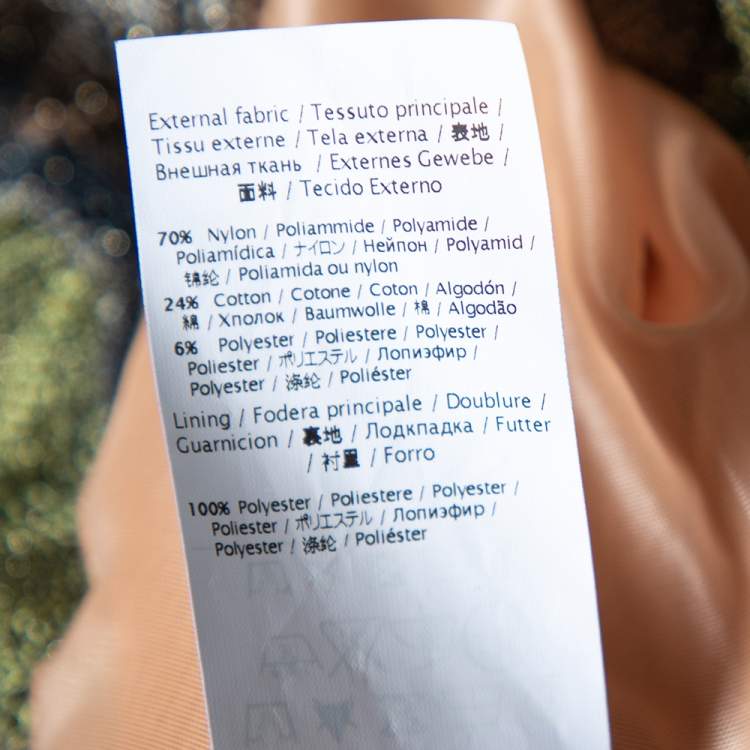 External fabric / Tessuto principale /
Tissu externe / Tela externa / 表地 /
Внешная ткань / Externes Gewebe /
面料 / Tecido Externo
70% Nylon / Poliammide / Polyamide /
Poliamídica / ナイロン / Нейпон / Polyamid /
锦纶 / Poliamida ou nylon
24% Cotton / Cotone / Coton / Algodón /
綿 / Хполок / Baumwolle / 棉 / Algodão
6% Polyester / Poliestere / Polyester /
Poliester / ポリエステル / Лопиэфир /
Polyester / 涤纶 / Poliéster
Lining / Fodera principale / Doublure /
Guarnicion / 裏地 / Лодкпадка / Futter
/ 衬里 / Forro
100% Polyester / Poliestere / Polyester /
Poliester / ポリエステル / Лопиэфир /
Polyester / 涤纶 / Poliéster